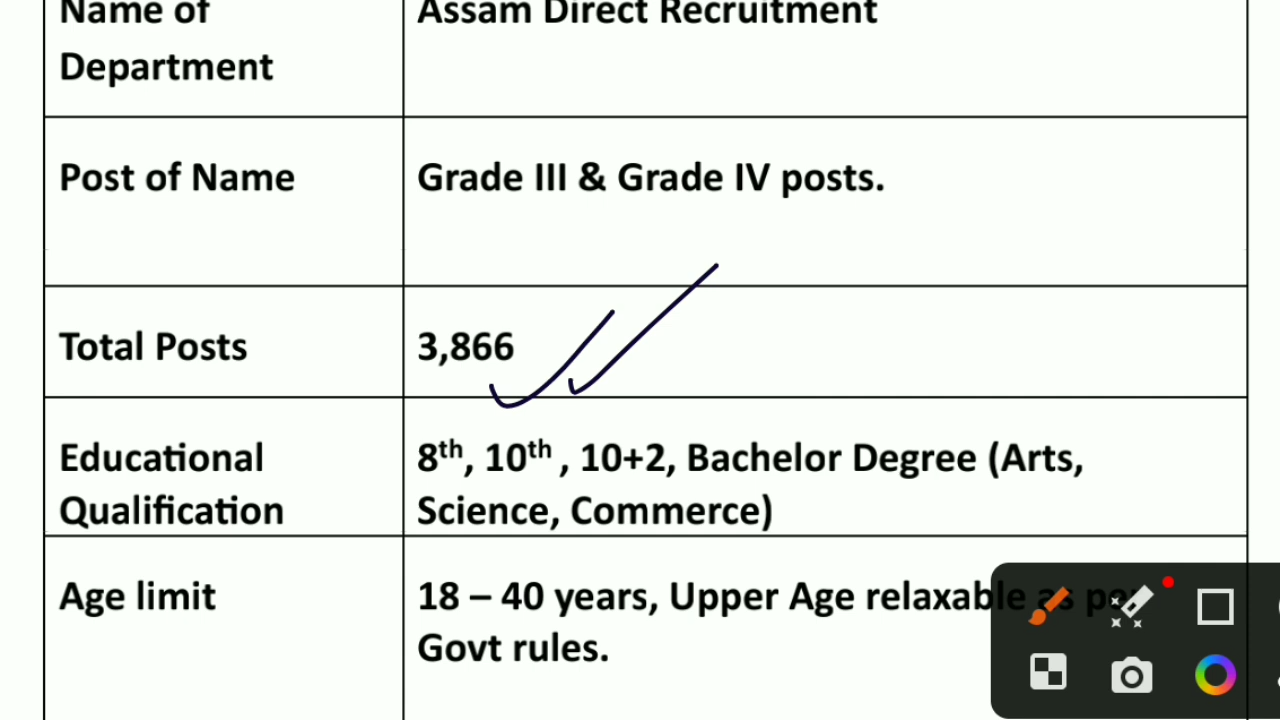 Name of
Department
Assam Direct Recruitment
Post of Name
Grade III & Grade IV posts.
Total Posts
3,866
Educational
Qualification
8th, 10th , 10+2, Bachelor Degree (Arts,
Science, Commerce)
Age limit
18 – 40 years, Upper Age relaxable as per
Govt rules.